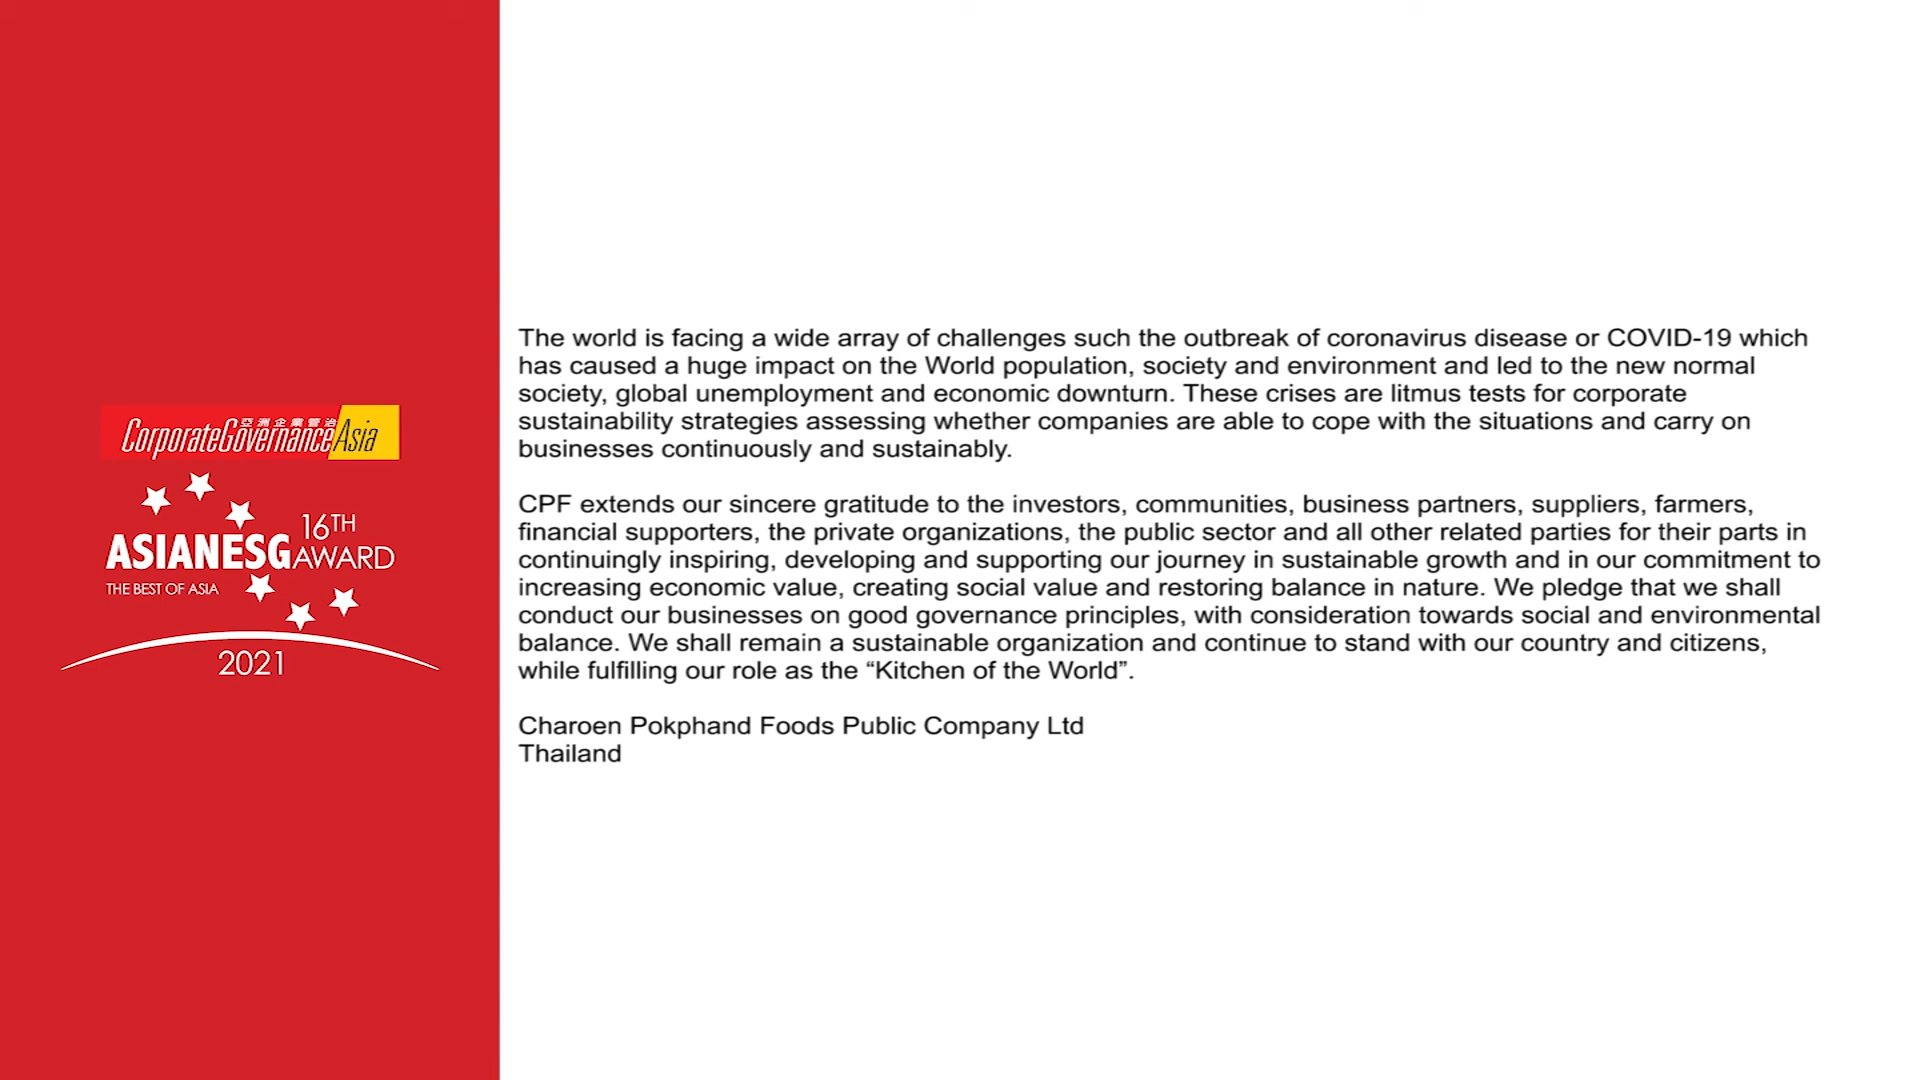 亞洲企業管治
CorporateGovernanceAsia
16TH
ASIANESG AWARD
THE BEST OF ASIA
2021
The world is facing a wide array of challenges such the outbreak of coronavirus disease or COVID-19 which
has caused a huge impact on the World population, society and environment and led to the new normal
society, global unemployment and economic downturn. These crises are litmus tests for corporate
sustainability strategies assessing whether companies are able to cope with the situations and carry on
businesses continuously and sustainably.
CPF extends our sincere gratitude to the investors, communities, business partners, suppliers, farmers,
financial supporters, the private organizations, the public sector and all other related parties for their parts in
continuingly inspiring, developing and supporting our journey in sustainable growth and in our commitment to
increasing economic value, creating social value and restoring balance in nature. We pledge that we shall
conduct our businesses on good governance principles, with consideration towards social and environmental
balance. We shall remain a sustainable organization and continue to stand with our country and citizens,
while fulfilling our role as the “Kitchen of the World”.
Charoen Pokphand Foods Public Company Ltd
Thailand